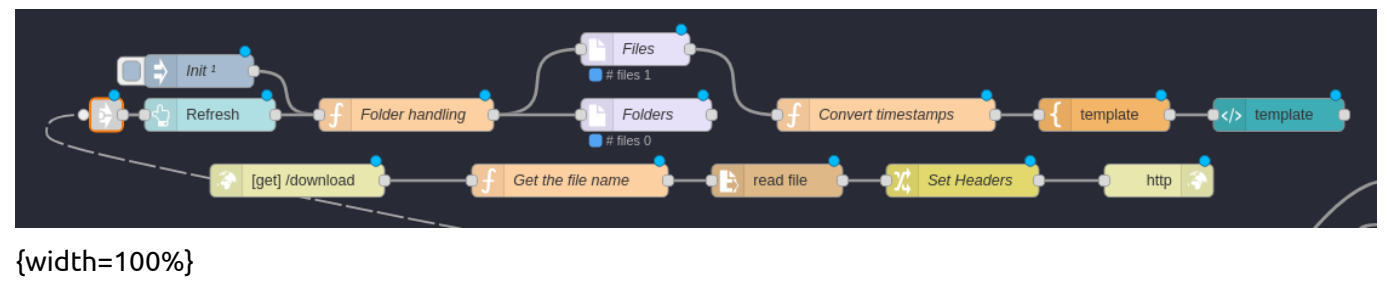 Files
Init ¹
# files 1
Refresh
Folder handling
Folders
Convert timestamps
template
</> template
# files 0
[get] /download
Get the file name
read file
Set Headers
http
{width=100%}